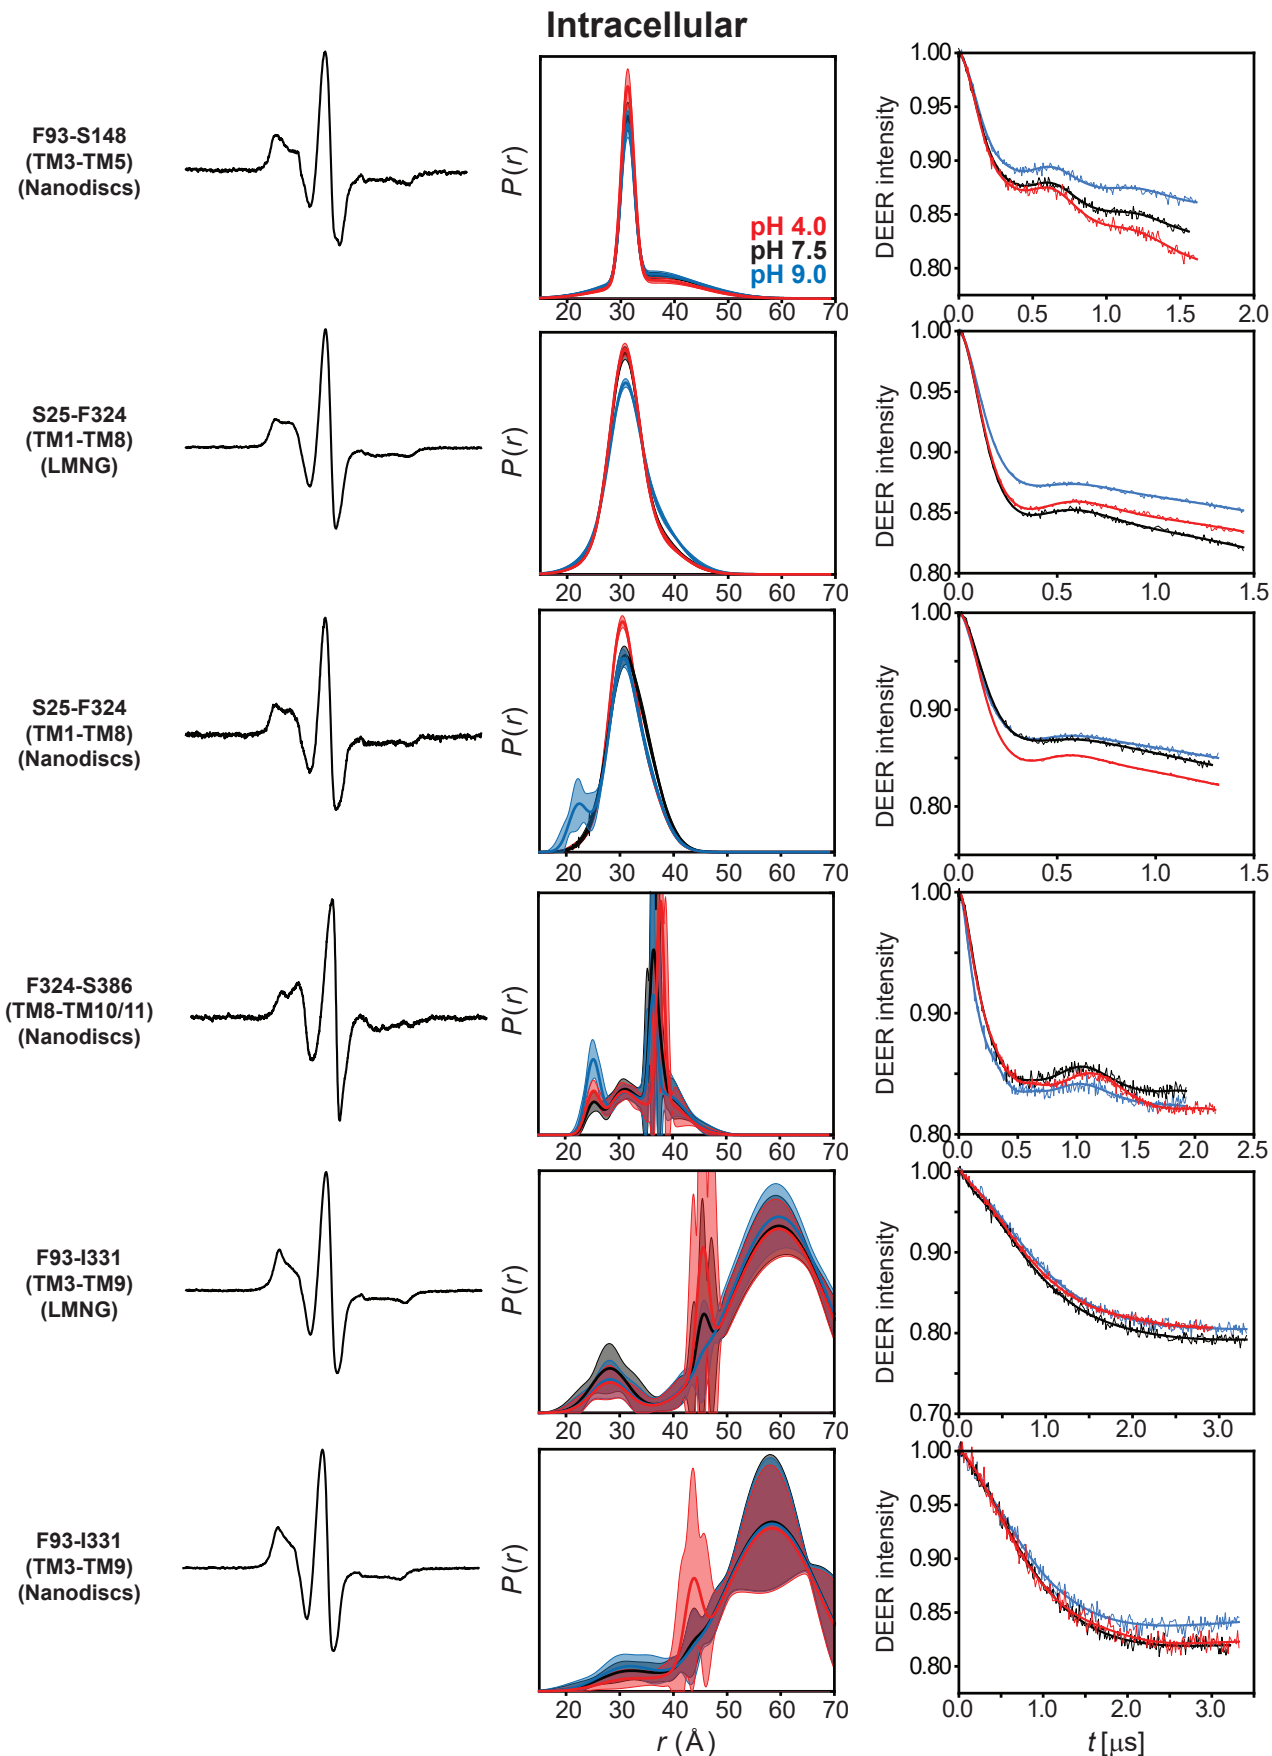 Intracellular
F93-S148
(TM3-TM5)
(Nanodiscs)
P(r)
pH 4.0
pH 7.5
pH 9.0
20 30 40 50 60 70
DEER intensity
1.00
0.95
0.90
0.85
0.80
0.0 0.5 1.0 1.5 2.0
S25-F324
(TM1-TM8)
(LMNG)
P(r)
20 30 40 50 60 70
DEER intensity
1.00
0.95
0.90
0.85
0.80
0.0 0.5 1.0 1.5
S25-F324
(TM1-TM8)
(Nanodiscs)
P(r)
20 30 40 50 60 70
DEER intensity
1.00
0.90
0.80
0.0 0.5 1.0 1.5
F324-S386
(TM8-TM10/11)
(Nanodiscs)
P(r)
20 30 40 50 60 70
DEER intensity
1.00
0.90
0.80
0.0 0.5 1.0 1.5 2.0 2.5
F93-I331
(TM3-TM9)
(LMNG)
P(r)
20 30 40 50 60 70
DEER intensity
1.00
0.90
0.80
0.70
0.0 1.0 2.0 3.0
F93-I331
(TM3-TM9)
(Nanodiscs)
P(r)
20 30 40 50 60 70
r (Å)
DEER intensity
1.00
0.95
0.90
0.85
0.80
0.0 1.0 2.0 3.0
t [µs]